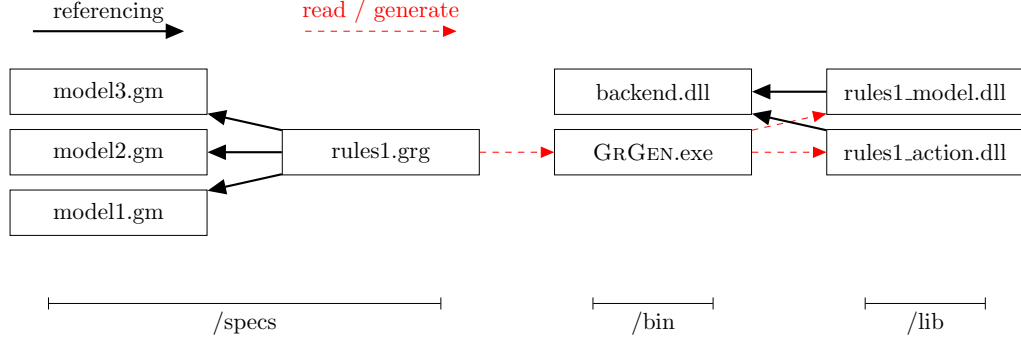 referencing
read / generate
model3.gm
backend.dll
rules1_model.dll
model2.gm
rules1.grg
GRGEN.exe
rules1_action.dll
model1.gm
/specs
/bin
/lib